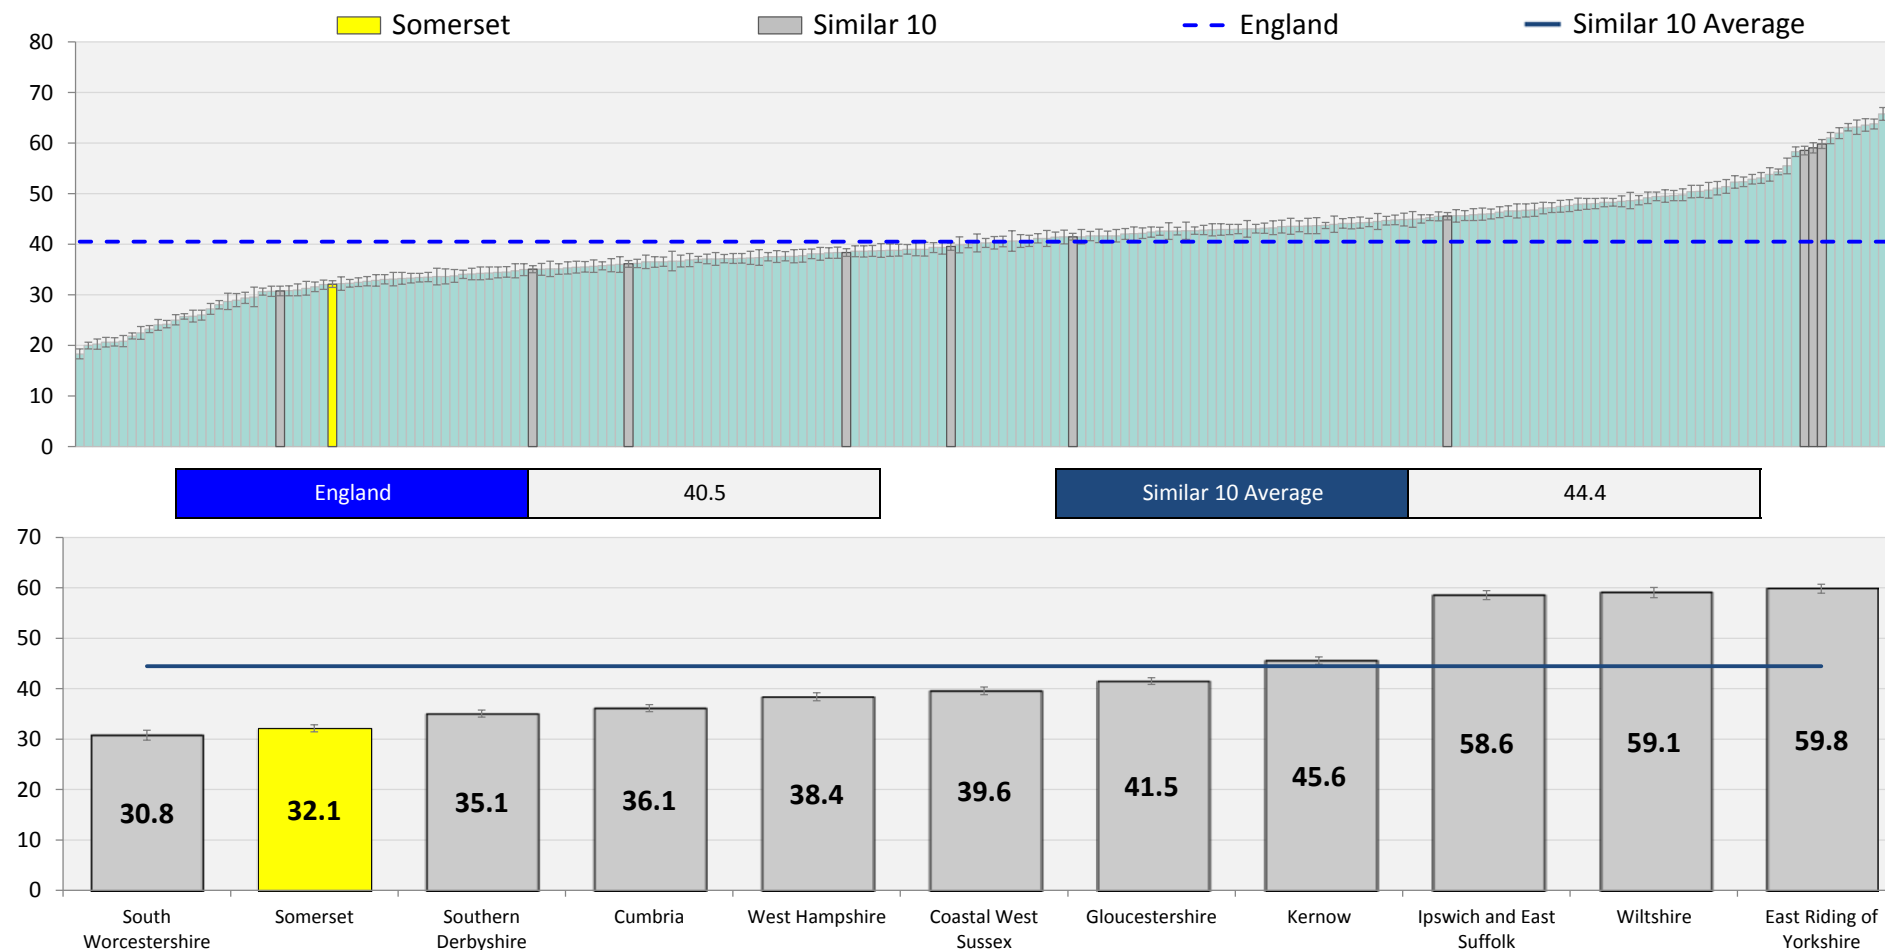 Somerset
Similar 10
England
Similar 10 Average
80
70
60
50
40
30
20
10
0
England
40.5
Similar 10 Average
44.4
70
60
50
40
30
20
10
0
30.8
32.1
35.1
36.1
38.4
39.6
41.5
45.6
58.6
59.1
59.8
South
Worcestershire
Somerset
Southern
Derbyshire
Cumbria
West Hampshire
Coastal West
Sussex
Gloucestershire
Kernow
Ipswich and East
Suffolk
Wiltshire
East Riding of
Yorkshire